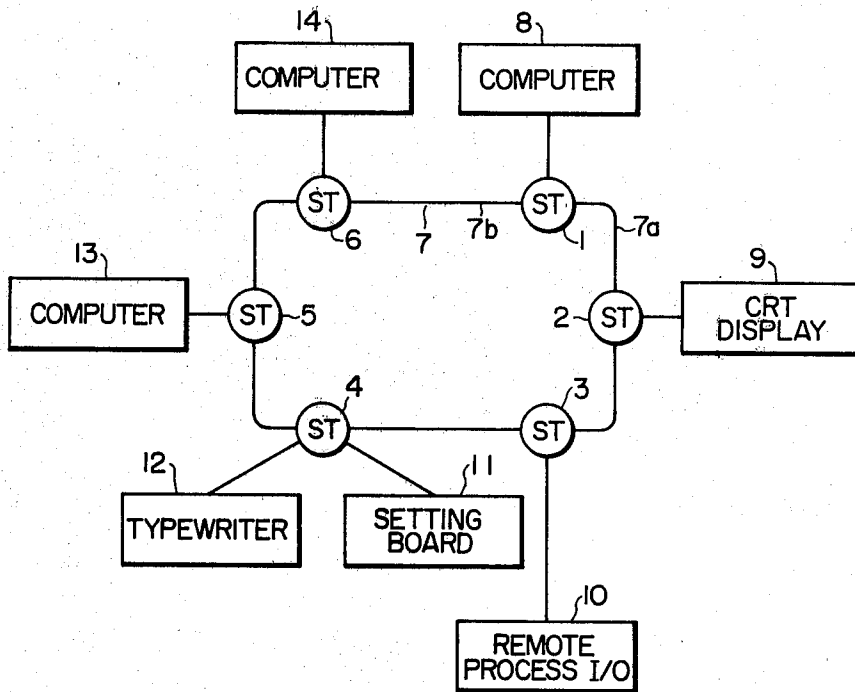 14
8
COMPUTER
COMPUTER
ST
6
7
7b
ST
1
7a
13
9
COMPUTER
ST
5
2
ST
CRT
DISPLAY
4
3
ST
ST
12
11
TYPEWRITER
SETTING
BOARD
10
REMOTE
PROCESS I/O